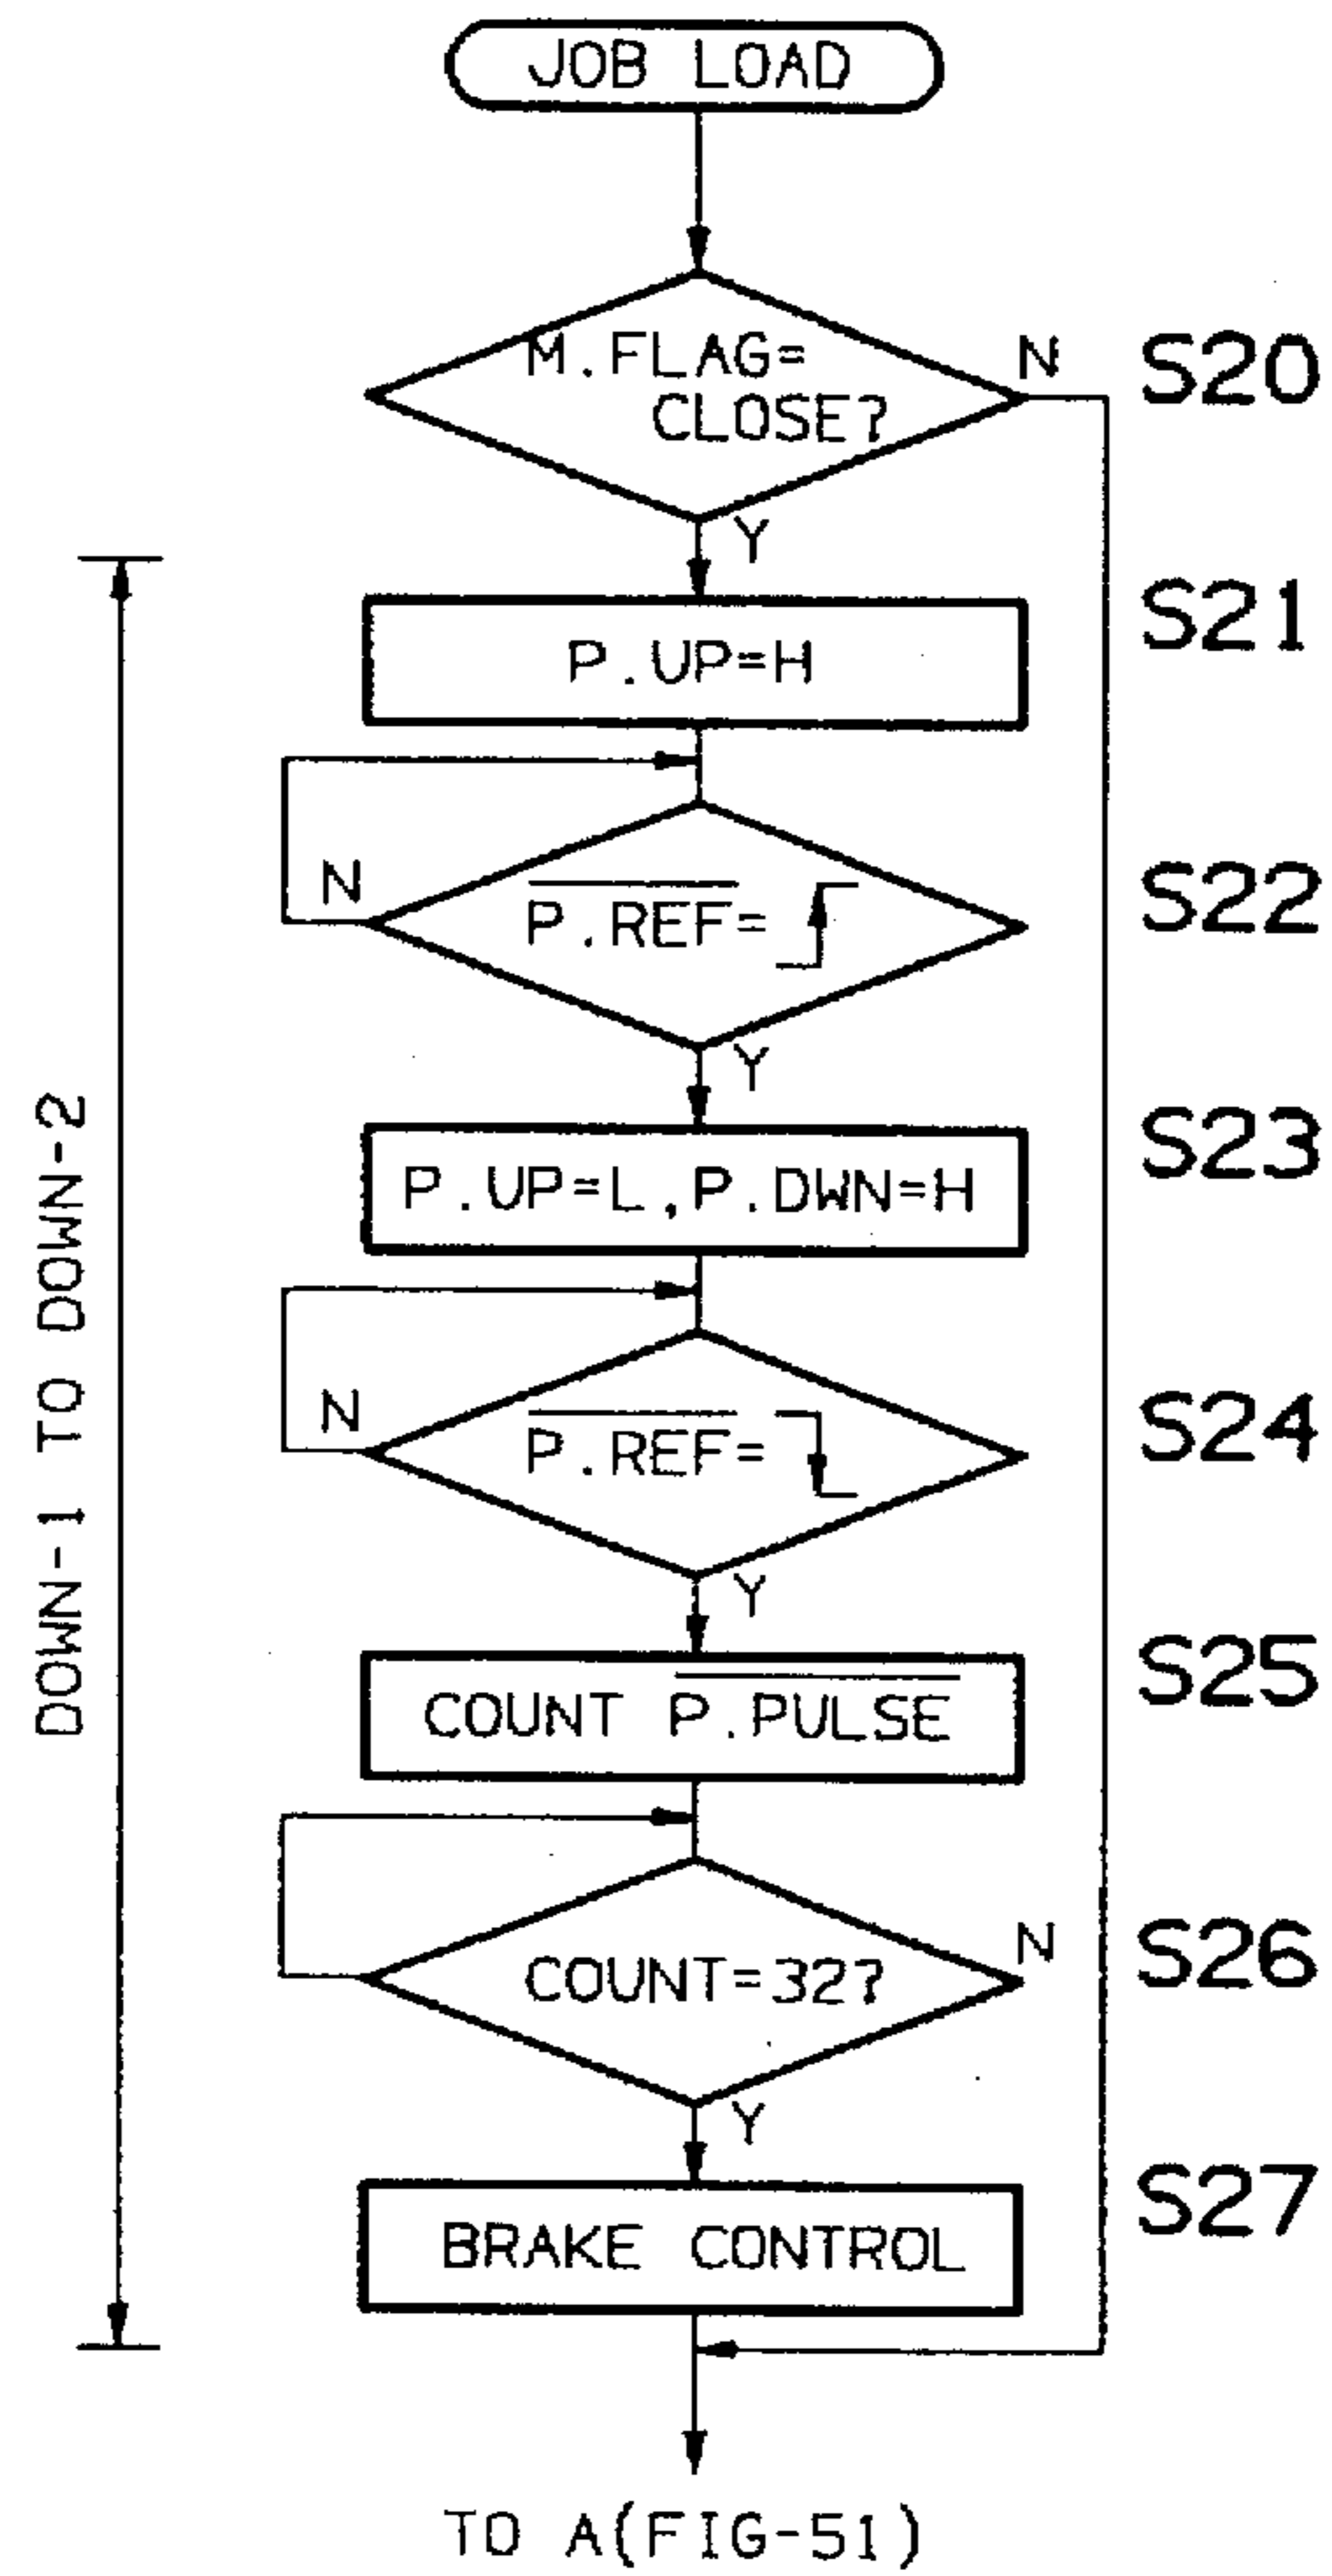 JOB LOAD
M.FLAG=
CLOSE?
N
S20
Y
S21
P.UP=H
N
P.REF=
S22
Y
S23
P.UP=L,P.DWN=H
N
P.REF=
S24
Y
S25
COUNT P.PULSE
COUNT=32?
N
S26
Y
S27
BRAKE CONTROL
DOWN-1 TO DOWN-2
TO A(FIG-51)